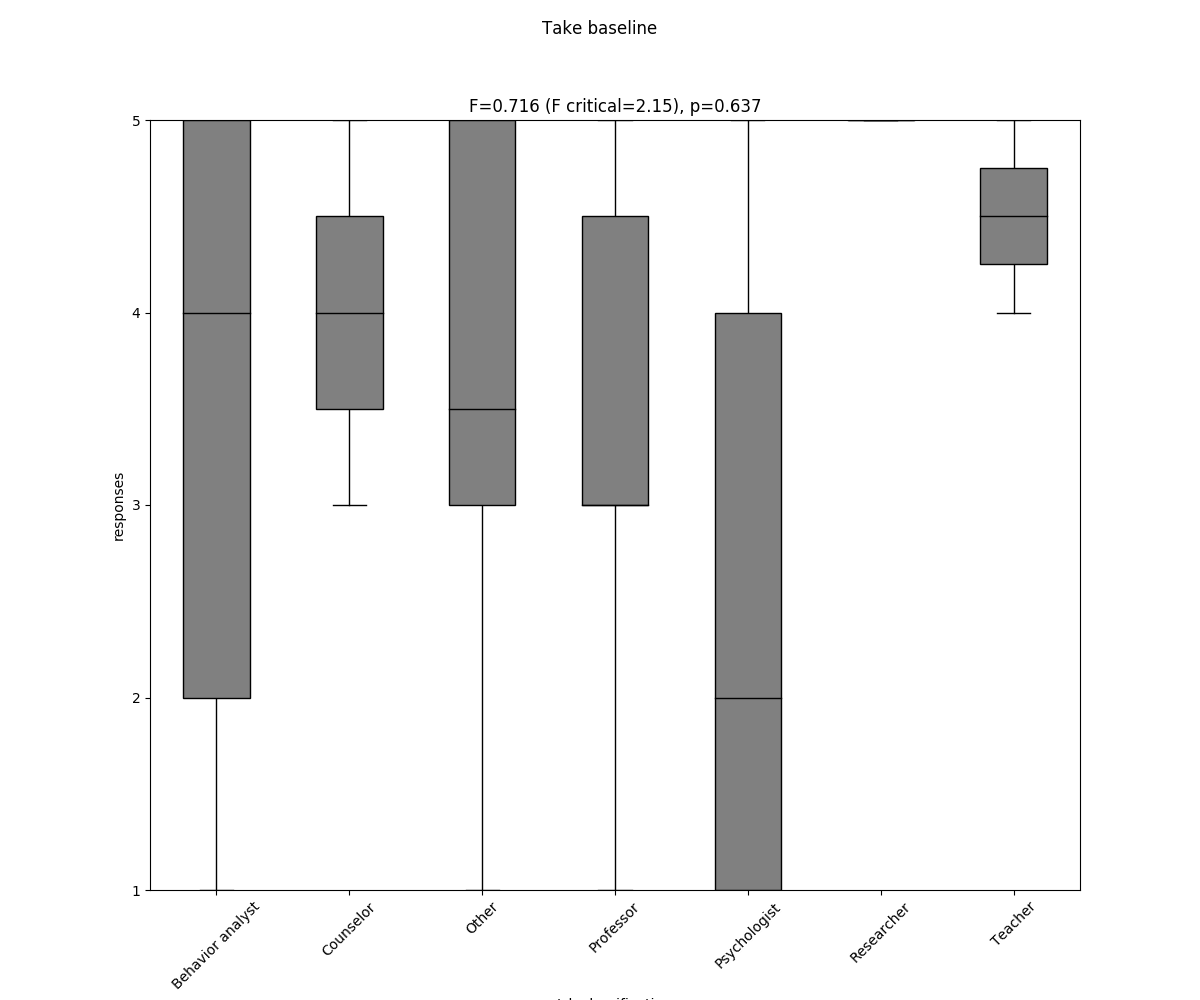 Take baseline
F=0.716 (F critical=2.15), p=0.637
5
4
3
2
1
responses
Behavior analyst
Counselor
Other
Professor
Psychologist
Researcher
Teacher